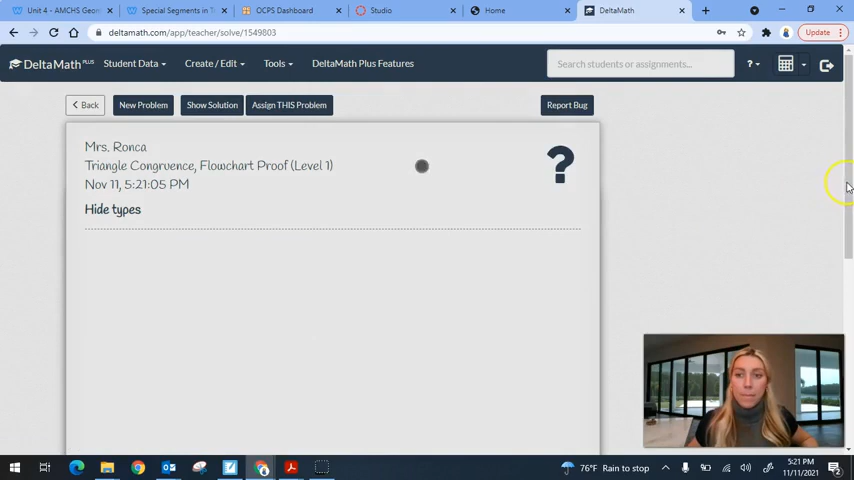 Unit 4 - AMCHS Geom
Special Segments in Tr
OCPS Dashboard
Studio
Home
DeltaMath
deltamath.com/app/teacher/solve/1549803
Update
DeltaMath PLUS
Student Data
Create / Edit
Tools
DeltaMath Plus Features
Search students or assignments...
?
Back
New Problem
Show Solution
Assign THIS Problem
Report Bug
Mrs. Ronca
Triangle Congruence, Flowchart Proof (Level 1)
Nov 11, 5:21:05 PM
Hide types
?
76°F Rain to stop
5:21 PM
11/11/2021
2